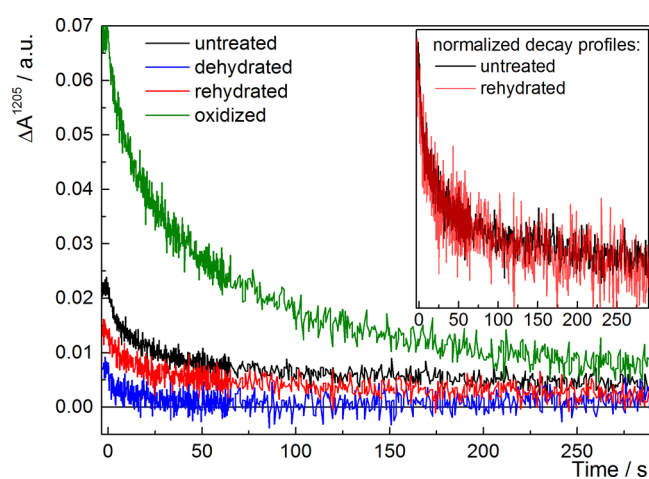 0.07
0.06
0.05
0.04
0.03
0.02
0.01
0.00
ΔA¹²⁰⁵ / a.u.
untreated
dehydrated
rehydrated
oxidized
normalized decay profiles:
untreated
rehydrated
0 50 100 150 200 250
0 50 100 150 200 250
Time / s